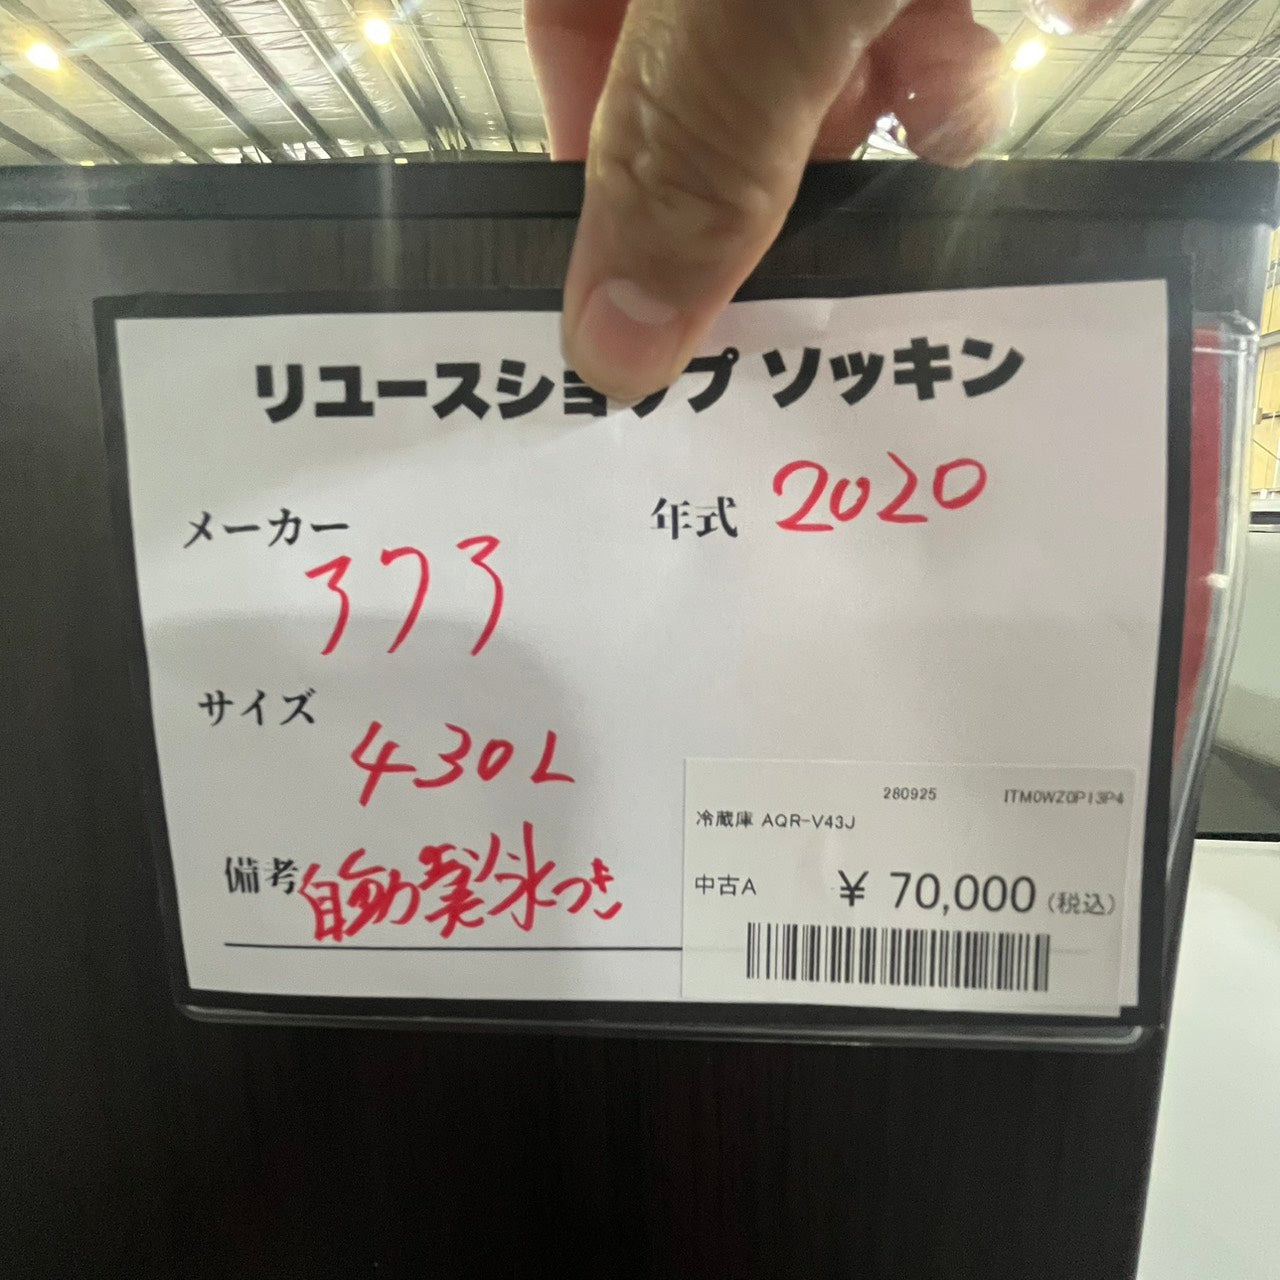 リユースショップ ソッキン
メーカー アクア
年式 2020
サイズ 430L
備考 自動製氷つき
280925 ITM0WZ0PI3P4
冷蔵庫 AQR-V43J
中古A ¥ 70,000(税込)